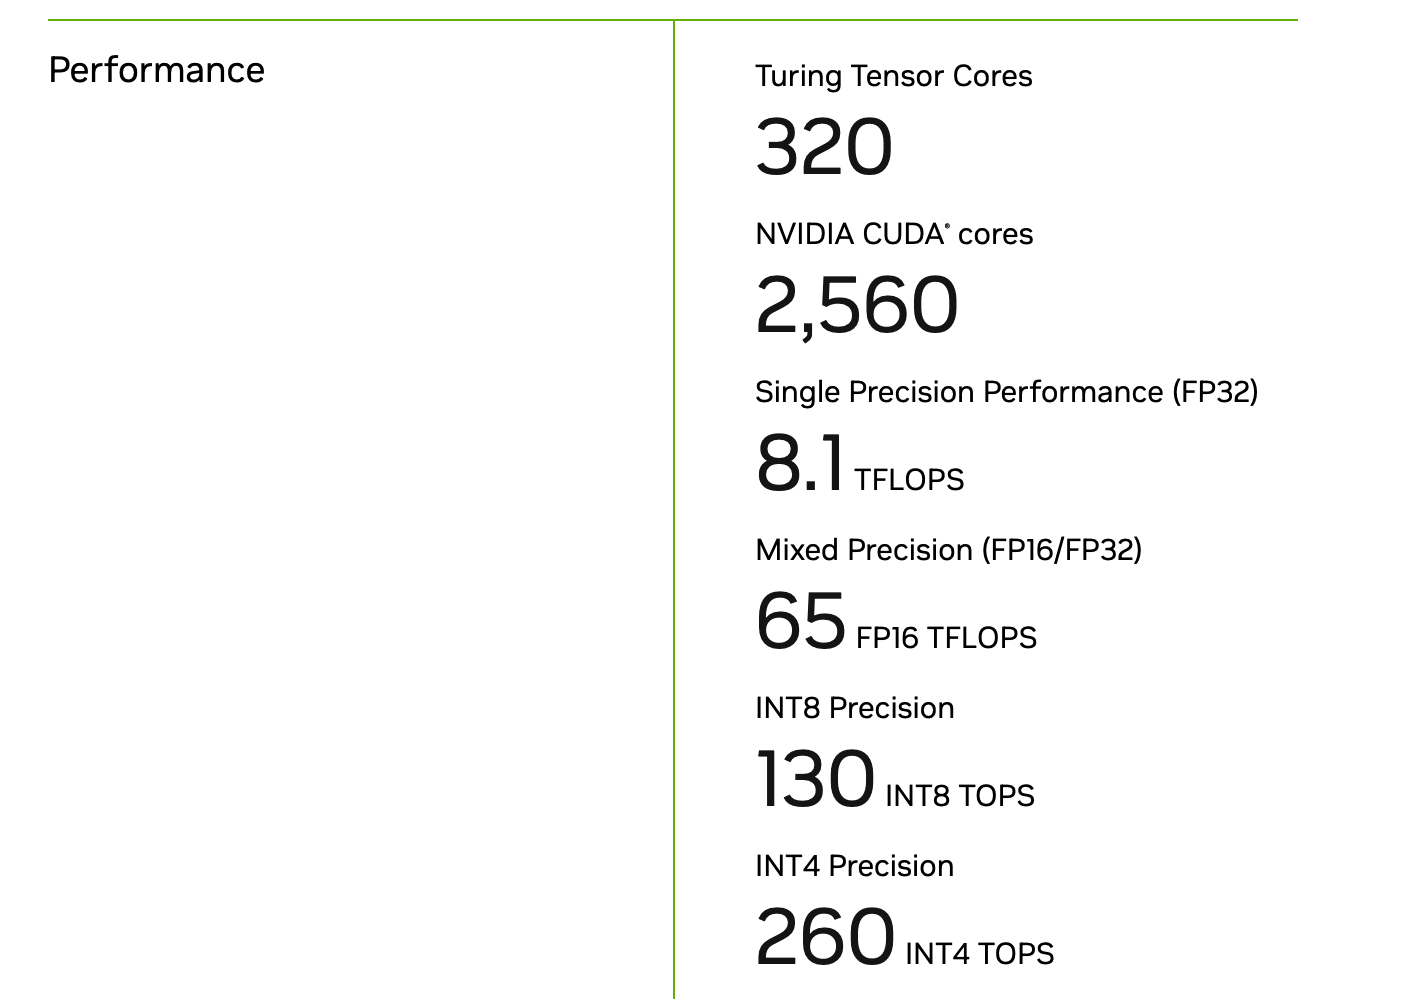 Performance
Turing Tensor Cores
320
NVIDIA CUDA® cores
2,560
Single Precision Performance (FP32)
8.1 TFLOPS
Mixed Precision (FP16/FP32)
65 FP16 TFLOPS
INT8 Precision
130 INT8 TOPS
INT4 Precision
260 INT4 TOPS